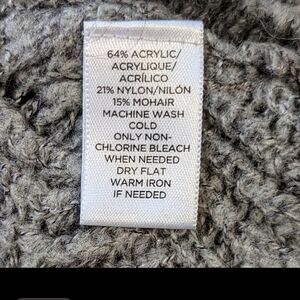 64% ACRYLIC/
ACRYLIQUE/
ACRÍLICO
21% NYLON/NILÓN
15% MOHAIR
MACHINE WASH
COLD
ONLY NON-
CHLORINE BLEACH
WHEN NEEDED
DRY FLAT
WARM IRON
IF NEEDED